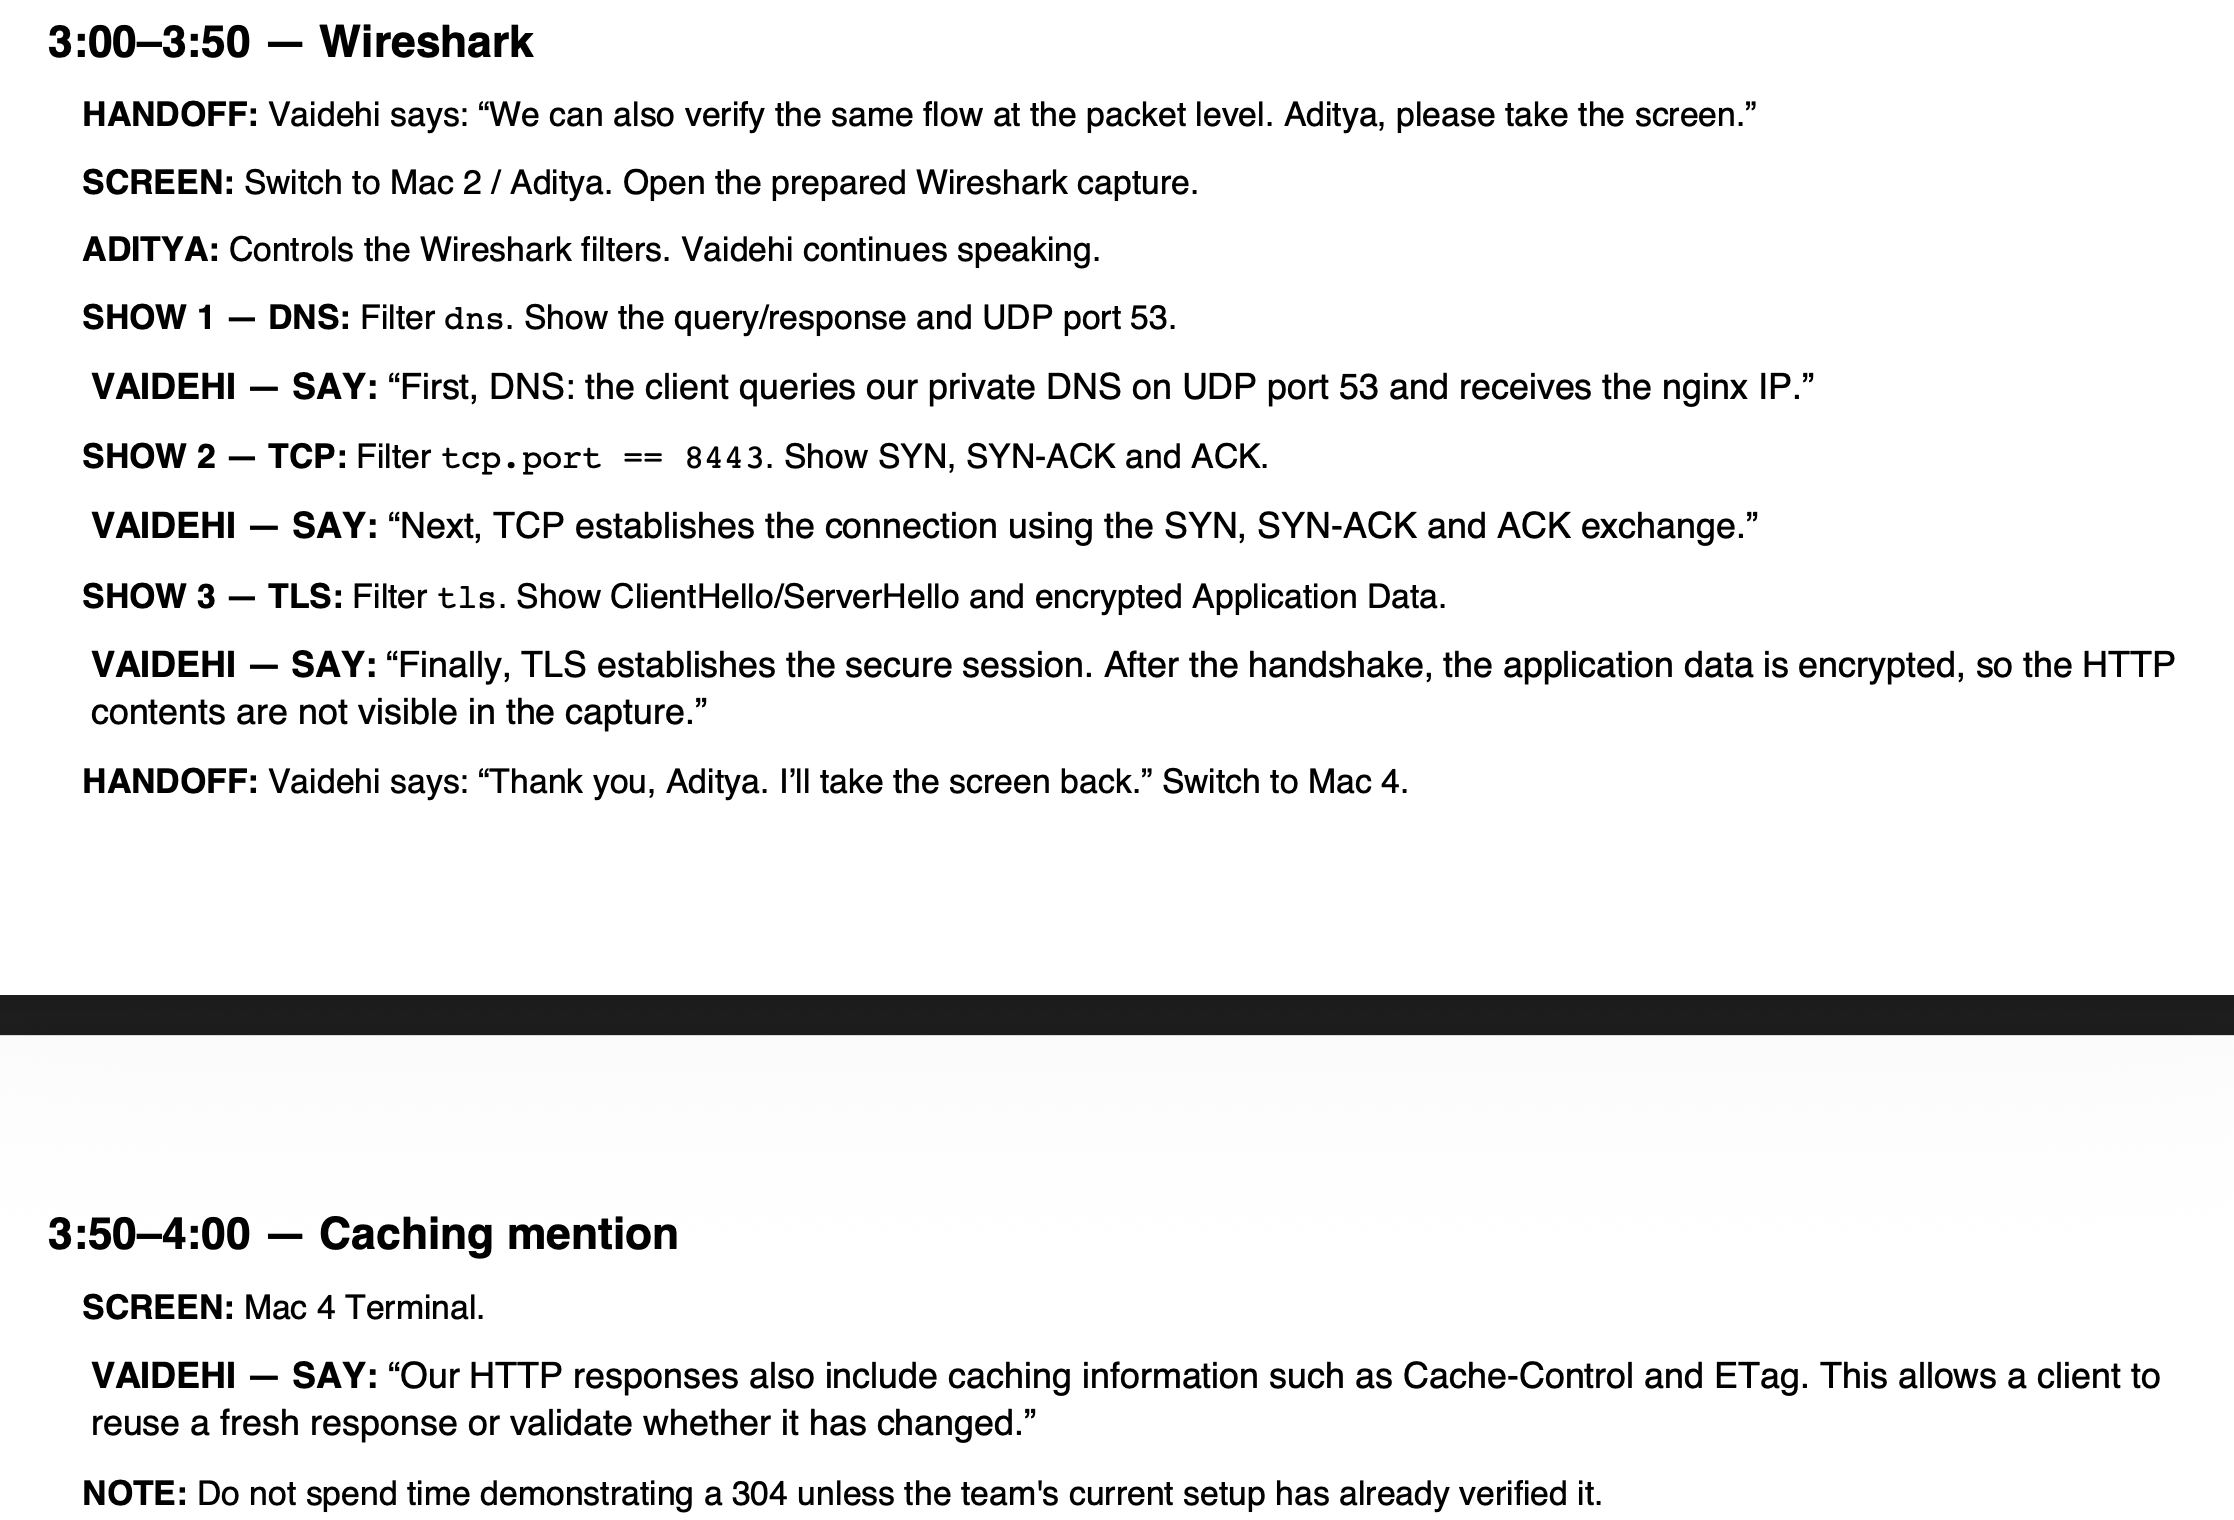 3:00–3:50 — Wireshark
HANDOFF: Vaidehi says: “We can also verify the same flow at the packet level. Aditya, please take the screen.”
SCREEN: Switch to Mac 2 / Aditya. Open the prepared Wireshark capture.
ADITYA: Controls the Wireshark filters. Vaidehi continues speaking.
SHOW 1 — DNS: Filter dns. Show the query/response and UDP port 53.
VAIDEHI — SAY: “First, DNS: the client queries our private DNS on UDP port 53 and receives the nginx IP.”
SHOW 2 — TCP: Filter tcp.port == 8443. Show SYN, SYN-ACK and ACK.
VAIDEHI — SAY: “Next, TCP establishes the connection using the SYN, SYN-ACK and ACK exchange.”
SHOW 3 — TLS: Filter tls. Show ClientHello/ServerHello and encrypted Application Data.
VAIDEHI — SAY: “Finally, TLS establishes the secure session. After the handshake, the application data is encrypted, so the HTTP
contents are not visible in the capture.”
HANDOFF: Vaidehi says: “Thank you, Aditya. I’ll take the screen back.” Switch to Mac 4.
3:50–4:00 — Caching mention
SCREEN: Mac 4 Terminal.
VAIDEHI — SAY: “Our HTTP responses also include caching information such as Cache-Control and ETag. This allows a client to
reuse a fresh response or validate whether it has changed.”
NOTE: Do not spend time demonstrating a 304 unless the team's current setup has already verified it.